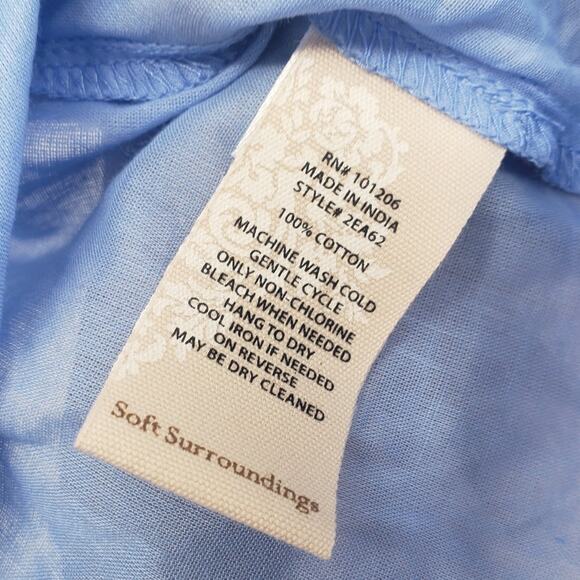 RN# 101206
MADE IN INDIA
STYLE# 2EA62
100% COTTON
MACHINE WASH COLD
GENTLE CYCLE
ONLY NON-CHLORINE
BLEACH WHEN NEEDED
HANG TO DRY
COOL IRON IF NEEDED
ON REVERSE
MAY BE DRY CLEANED
Soft Surroundings